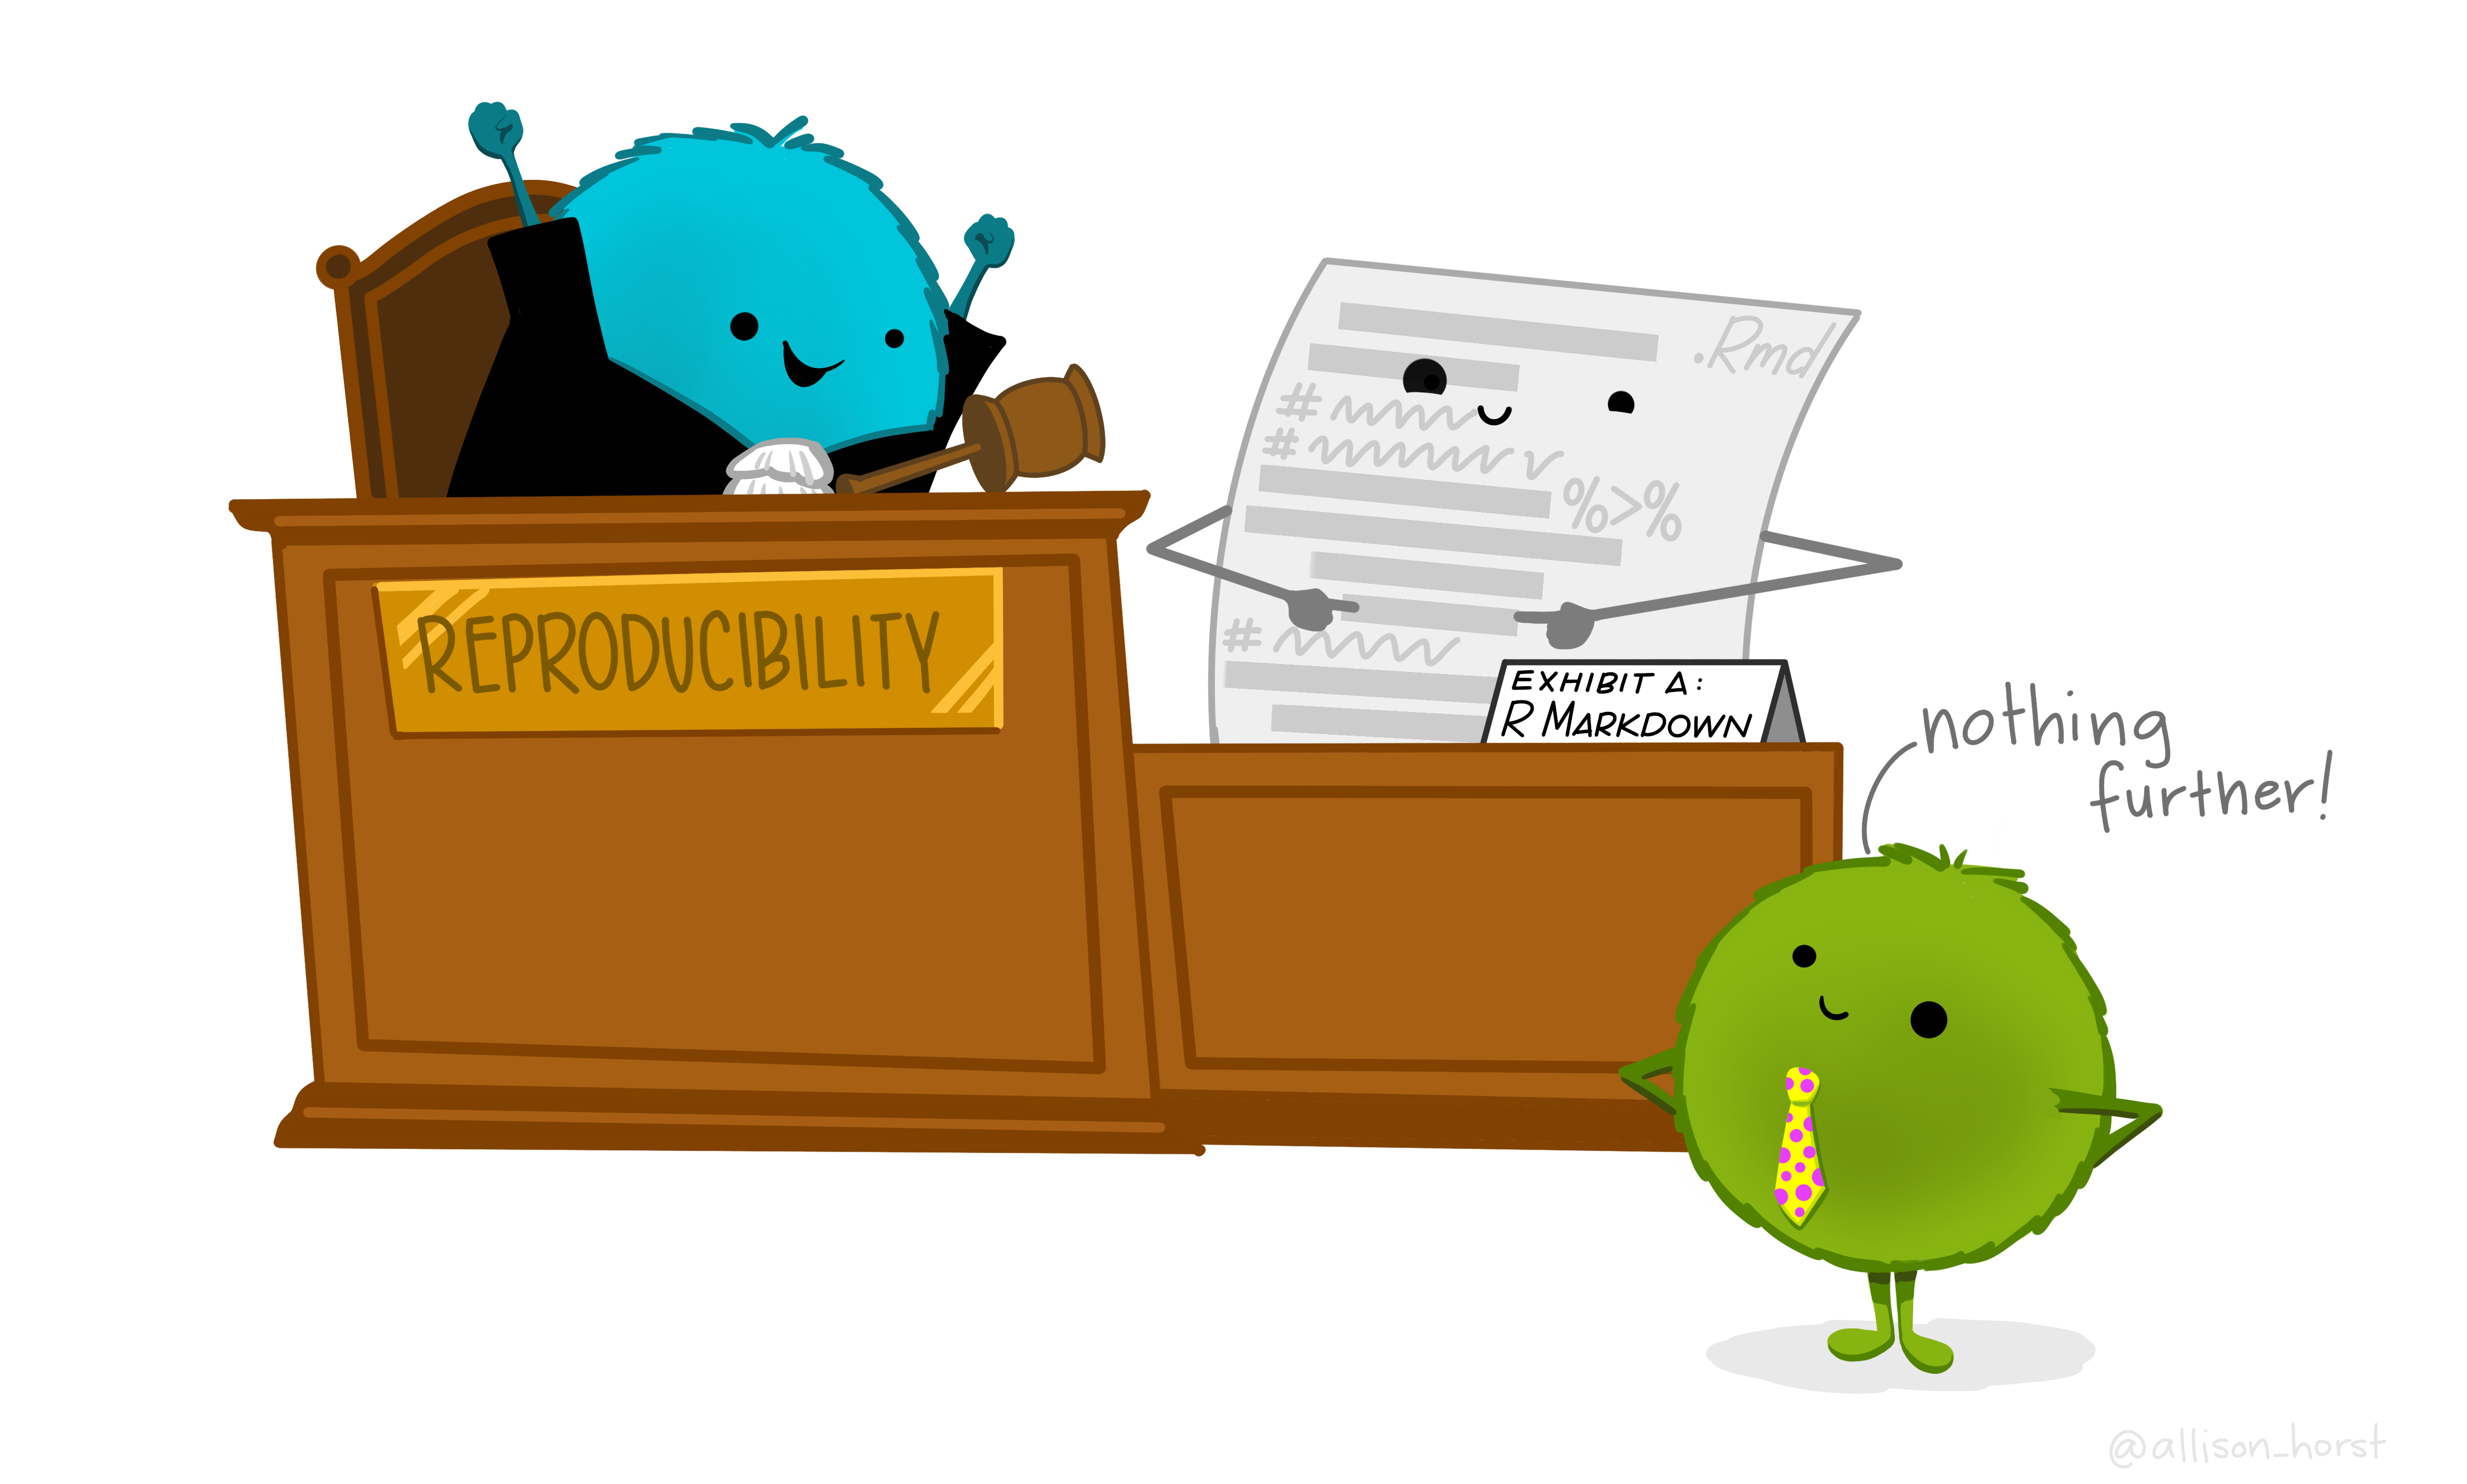 REPRODUCIBILITY
.Rmd
#
#
%>%
#
EXHIBIT A:
R MARKDOWN
nothing
further!
@allison_horst